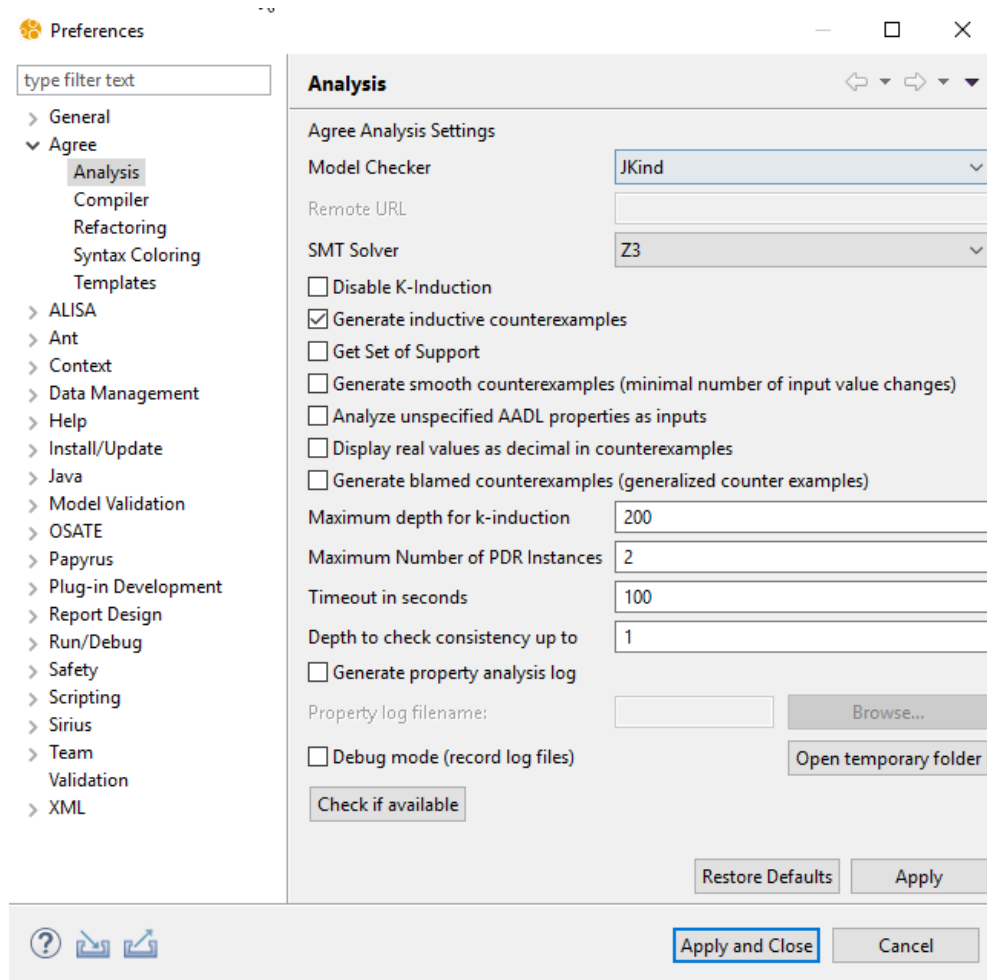 Preferences
type filter text
General
Agree
Analysis
Compiler
Refactoring
Syntax Coloring
Templates
ALISA
Ant
Context
Data Management
Help
Install/Update
Java
Model Validation
OSATE
Papyrus
Plug-in Development
Report Design
Run/Debug
Safety
Scripting
Sirius
Team
Validation
XML
Analysis
Agree Analysis Settings
Model Checker JKind
Remote URL
SMT Solver Z3
Disable K-Induction
Generate inductive counterexamples
Get Set of Support
Generate smooth counterexamples (minimal number of input value changes)
Analyze unspecified AADL properties as inputs
Display real values as decimal in counterexamples
Generate blamed counterexamples (generalized counter examples)
Maximum depth for k-induction 200
Maximum Number of PDR Instances 2
Timeout in seconds 100
Depth to check consistency up to 1
Generate property analysis log
Property log filename: Browse...
Debug mode (record log files) Open temporary folder
Check if available
Restore Defaults Apply
Apply and Close Cancel